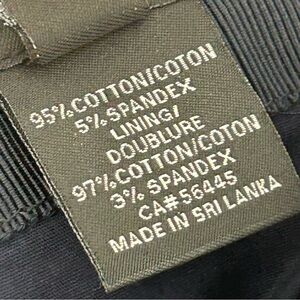 95% COTTON/COTON
5% SPANDEX
LINING/
DOUBLURE
97% COTTON/COTON
3% SPANDEX
CA# 56445
MADE IN SRI LANKA